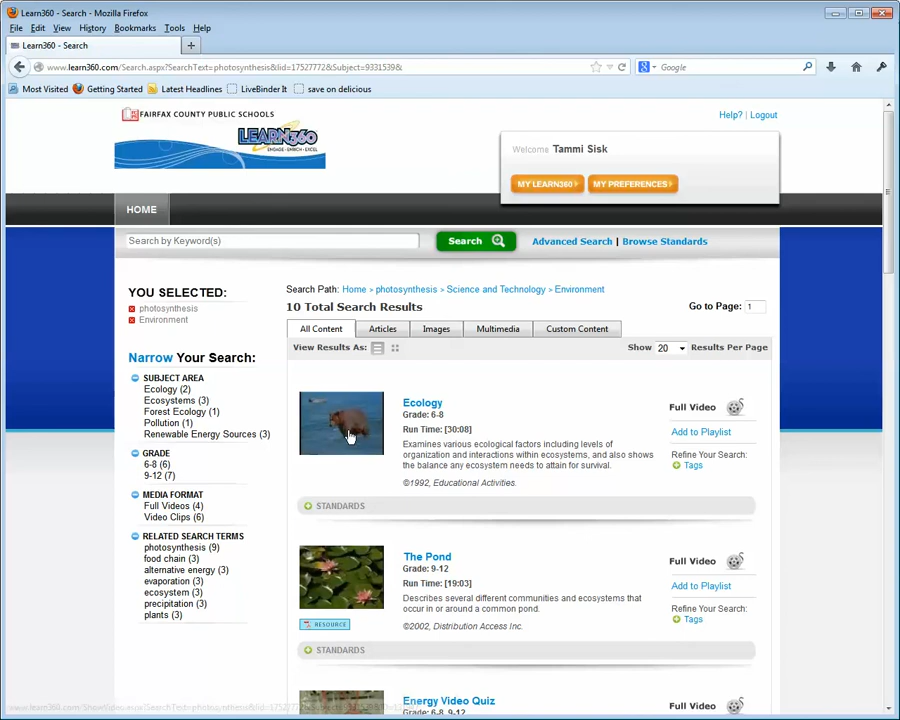 Learn360 - Search - Mozilla Firefox
File Edit View History Bookmarks Tools Help
Learn360 - Search
www.learn360.com/Search.aspx?SearchText=photosynthesis&lid=17527772&Subject=9331539&
Google
Most Visited Getting Started Latest Headlines LiveBinder It save on delicious
FAIRFAX COUNTY PUBLIC SCHOOLS
LEARN360
ENGAGE · ENRICH · EXCEL
Help? | Logout
Welcome Tammi Sisk
MY LEARN360 MY PREFERENCES
HOME
Search by Keyword(s) Search Advanced Search | Browse Standards
YOU SELECTED:
photosynthesis
Environment
Narrow Your Search:
SUBJECT AREA
Ecology (2)
Ecosystems (3)
Forest Ecology (1)
Pollution (1)
Renewable Energy Sources (3)
GRADE
6-8 (6)
9-12 (7)
MEDIA FORMAT
Full Videos (4)
Video Clips (6)
RELATED SEARCH TERMS
photosynthesis (9)
food chain (3)
alternative energy (3)
evaporation (3)
ecosystem (3)
precipitation (3)
plants (3)
Search Path: Home > photosynthesis > Science and Technology > Environment
10 Total Search Results
Go to Page: 1
All Content Articles Images Multimedia Custom Content
View Results As: Show 20 Results Per Page
Ecology
Grade: 6-8
Run Time: [30:08]
Examines various ecological factors including levels of
organization and interactions within ecosystems, and also shows
the balance any ecosystem needs to attain for survival.
©1992, Educational Activities.
Full Video
Add to Playlist
Refine Your Search:
Tags
STANDARDS
The Pond
Grade: 9-12
Run Time: [19:03]
Describes several different communities and ecosystems that
occur in or around a common pond.
©2002, Distribution Access Inc.
RESOURCE
Full Video
Add to Playlist
Refine Your Search:
Tags
STANDARDS
Energy Video Quiz
Grade: 6-8, 9-12
Full Video